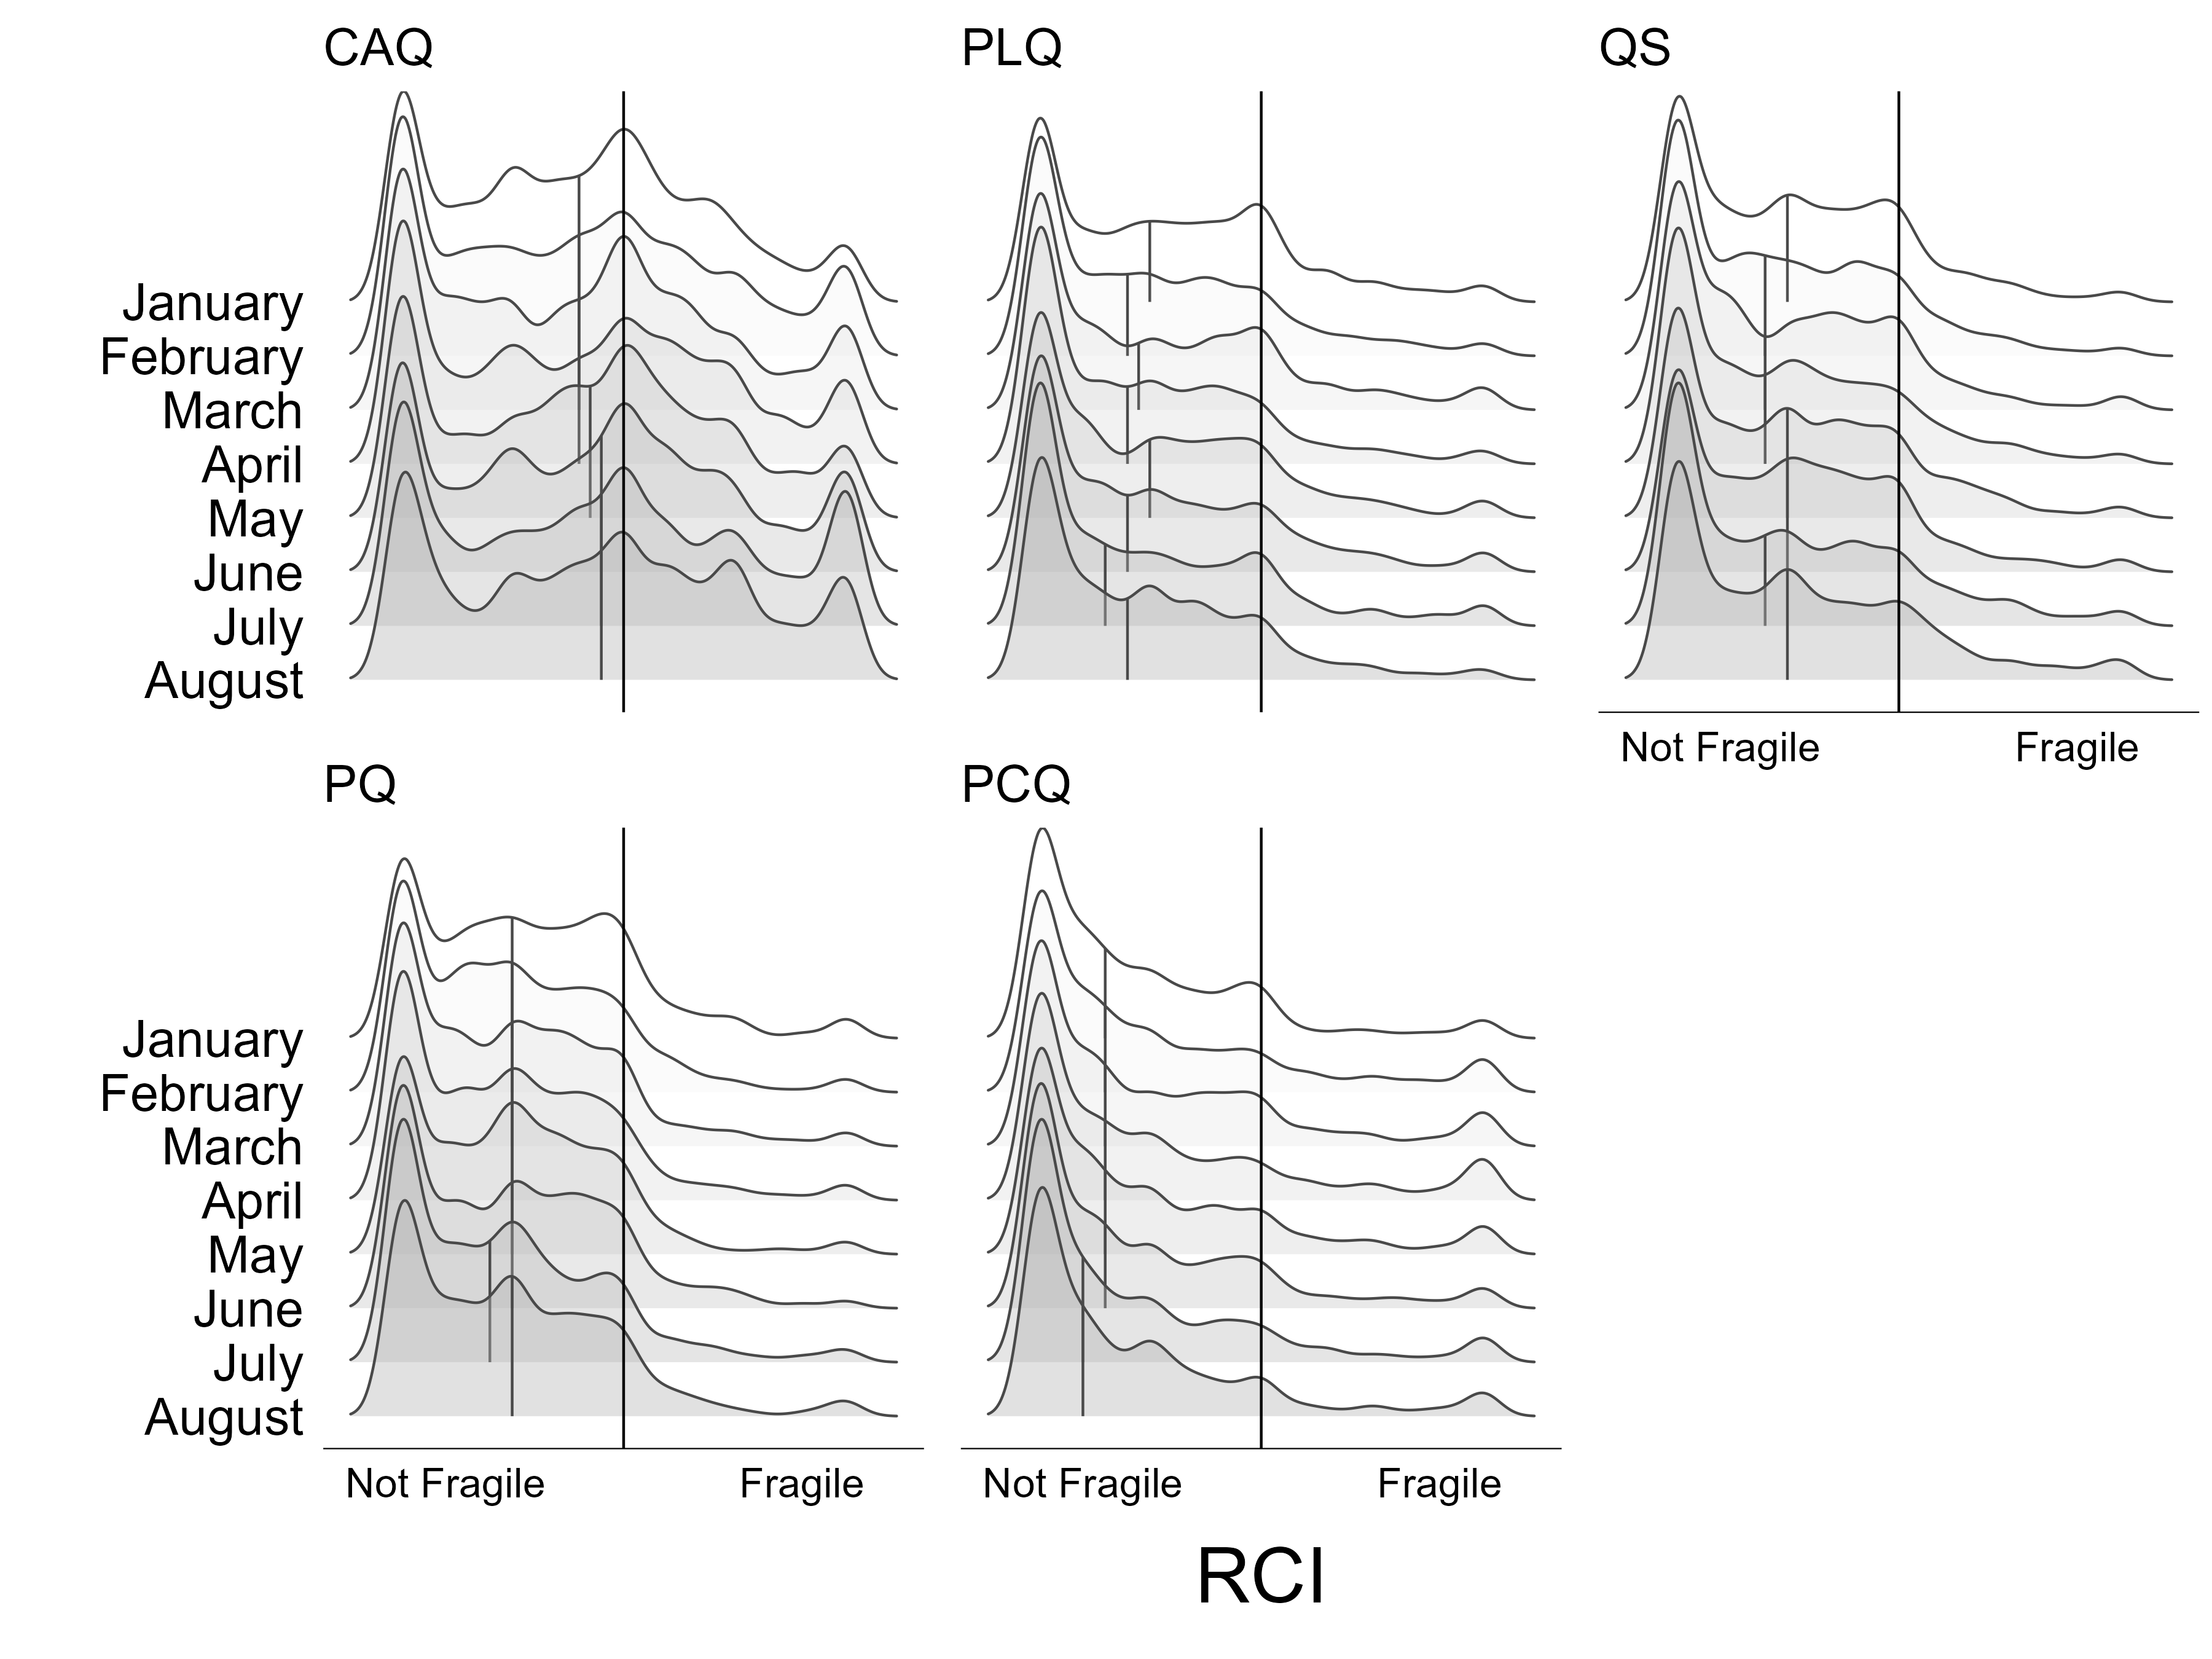 CAQ
PLQ
QS
January
February
March
April
May
June
July
August
Not Fragile
Fragile
PQ
PCQ
January
February
March
April
May
June
July
August
Not Fragile
Fragile
Not Fragile
Fragile
RCI